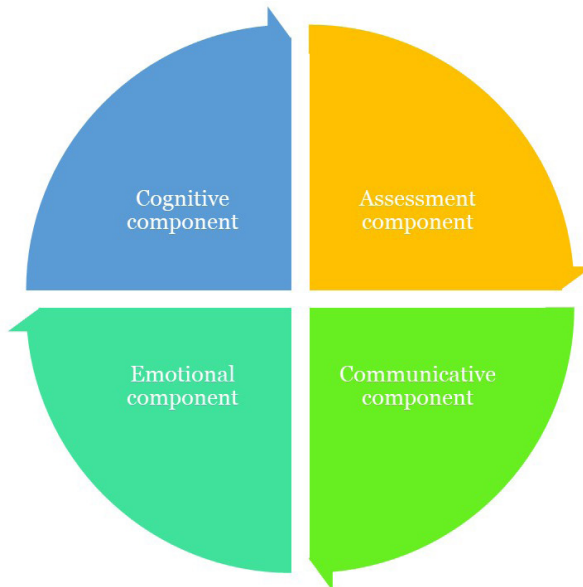 Cognitive
component
Assessment
component
Emotional
component
Communicative
component